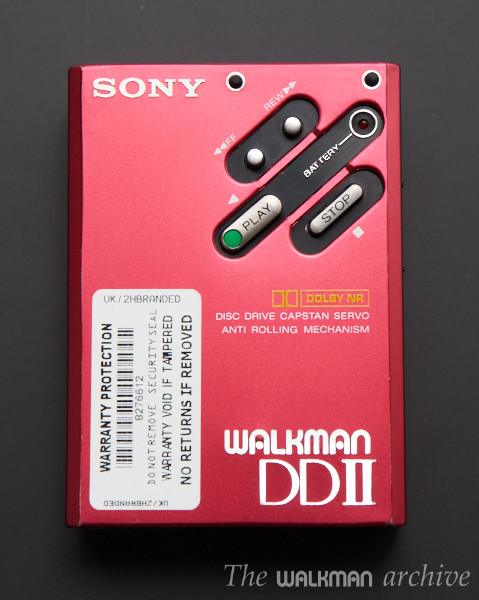 SONY
REW ▶▶
◀◀ FF
BATTERY
PLAY
STOP
DOLBY NR
DISC DRIVE CAPSTAN SERVO
ANTI ROLLING MECHANISM
UK/2HBRANDED
WARRANTY PROTECTION
8276612
DO NOT REMOVE SECURITY SEAL
WARRANTY VOID IF TAMPERED
NO RETURNS IF REMOVED
UK/2HBRANDED
WALKMAN
DD II
The WALKMAN archive